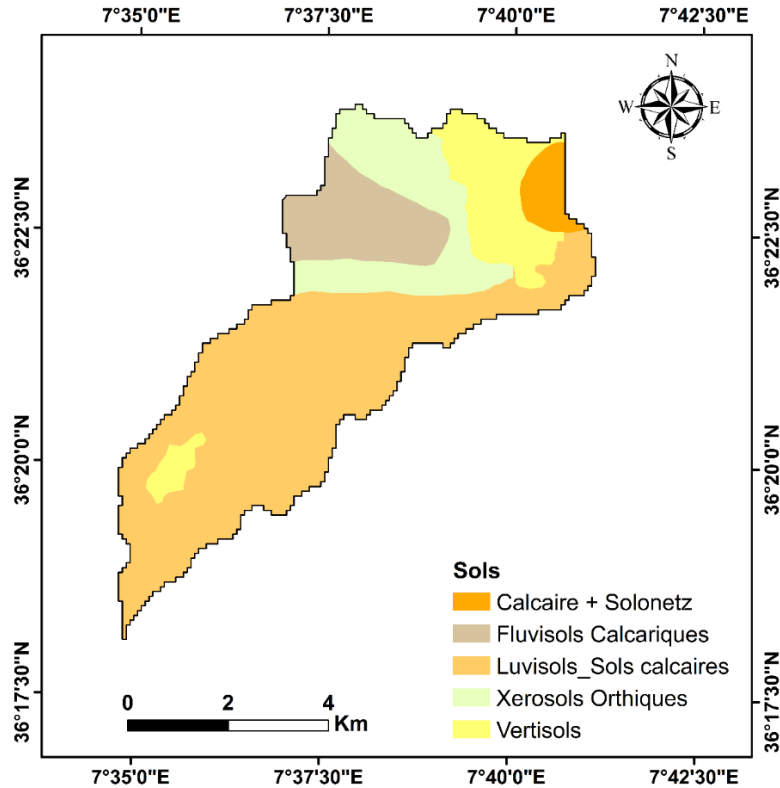 7°35'0"E 7°37'30"E 7°40'0"E 7°42'30"E
N
W E
S
36°22'30"N 36°22'30"N
36°20'0"N 36°20'0"N
36°17'30"N 36°17'30"N
Sols
Calcaire + Solonetz
Fluvisols Calcariques
Luvisols_Sols calcaires
Xerosols Orthiques
Vertisols
0 2 4
Km
7°35'0"E 7°37'30"E 7°40'0"E 7°42'30"E